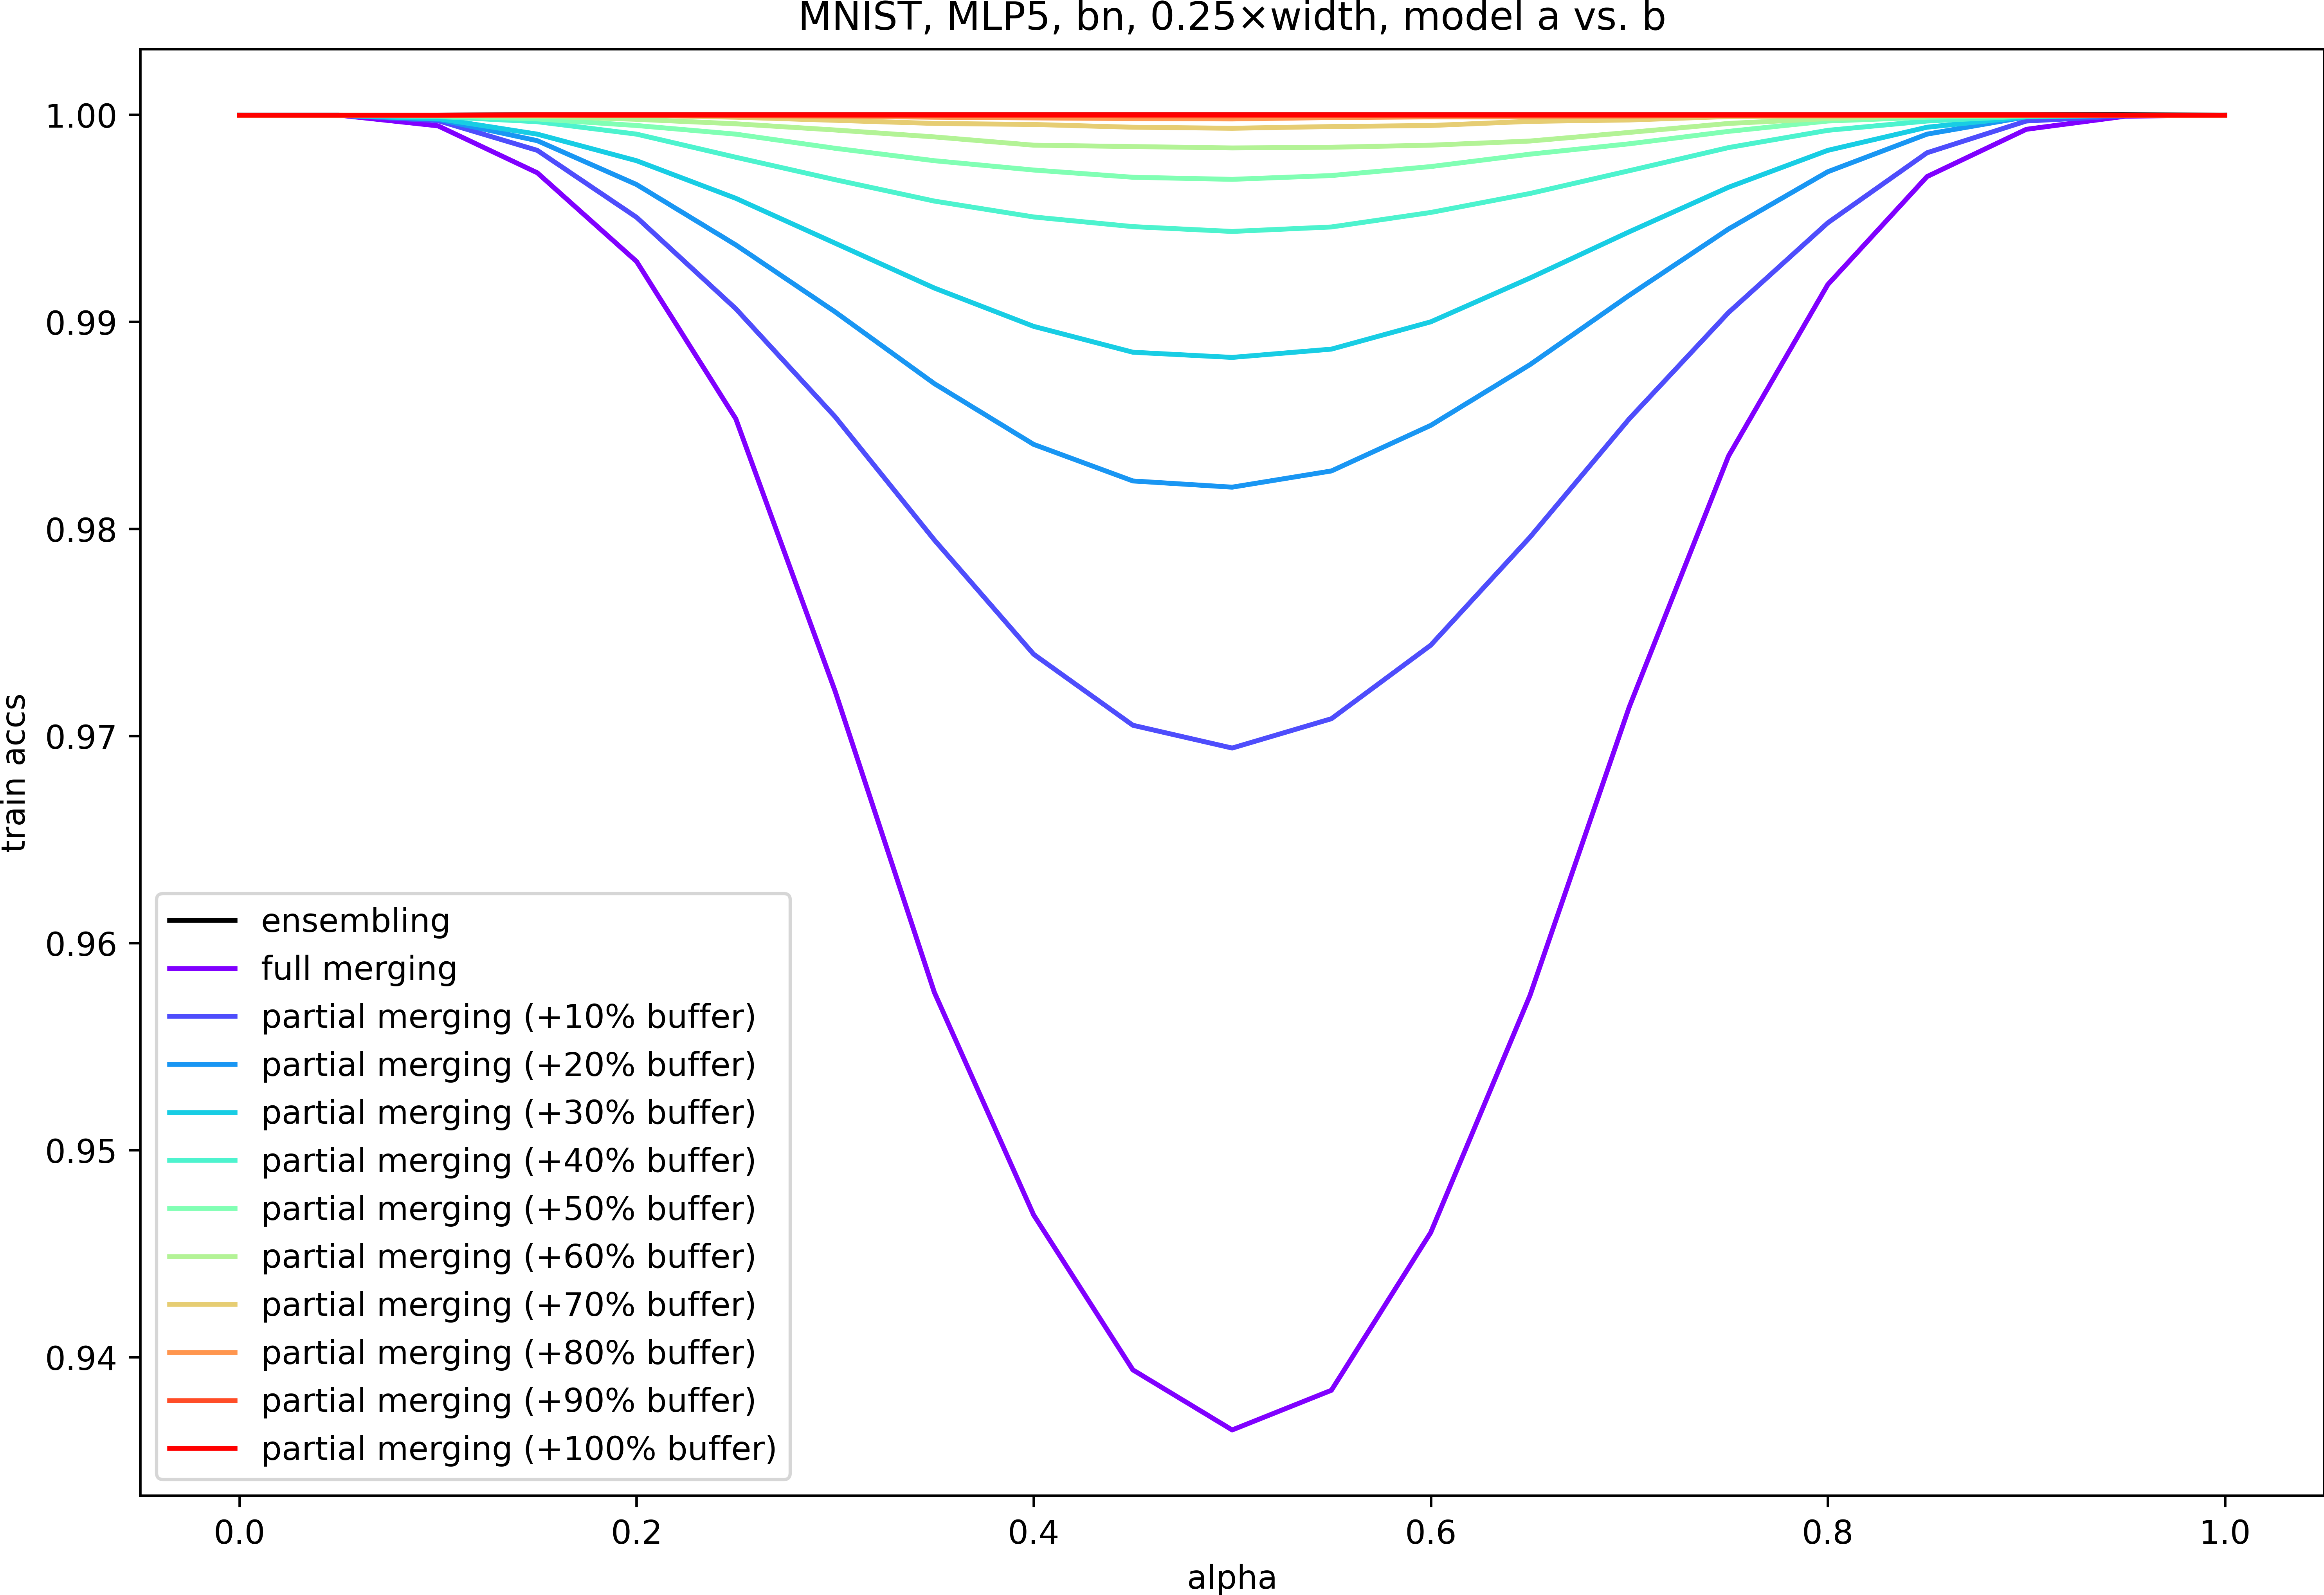 MNIST, MLP5, bn, 0.25×width, model a vs. b
1.00
0.99
0.98
0.97
0.96
0.95
0.94
train accs
ensembling
full merging
partial merging (+10% buffer)
partial merging (+20% buffer)
partial merging (+30% buffer)
partial merging (+40% buffer)
partial merging (+50% buffer)
partial merging (+60% buffer)
partial merging (+70% buffer)
partial merging (+80% buffer)
partial merging (+90% buffer)
partial merging (+100% buffer)
0.0 0.2 0.4 0.6 0.8 1.0
alpha